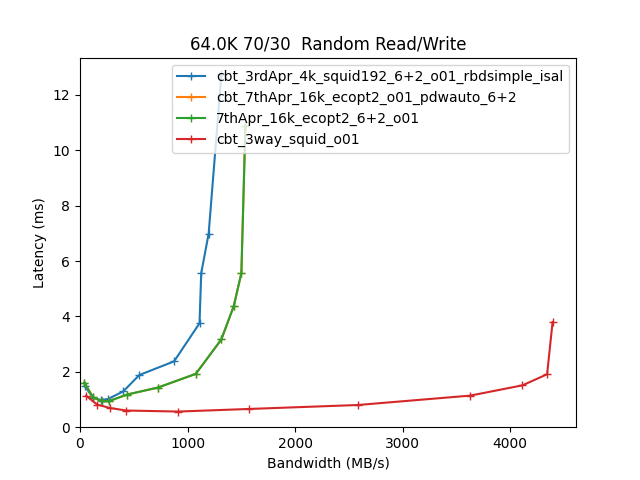 64.0K 70/30  Random Read/Write
cbt_3rdApr_4k_squid192_6+2_o01_rbdsimple_isal
cbt_7thApr_16k_ecopt2_o01_pdwauto_6+2
7thApr_16k_ecopt2_6+2_o01
cbt_3way_squid_o01
Latency (ms)
12
10
8
6
4
2
0
0 1000 2000 3000 4000
Bandwidth (MB/s)